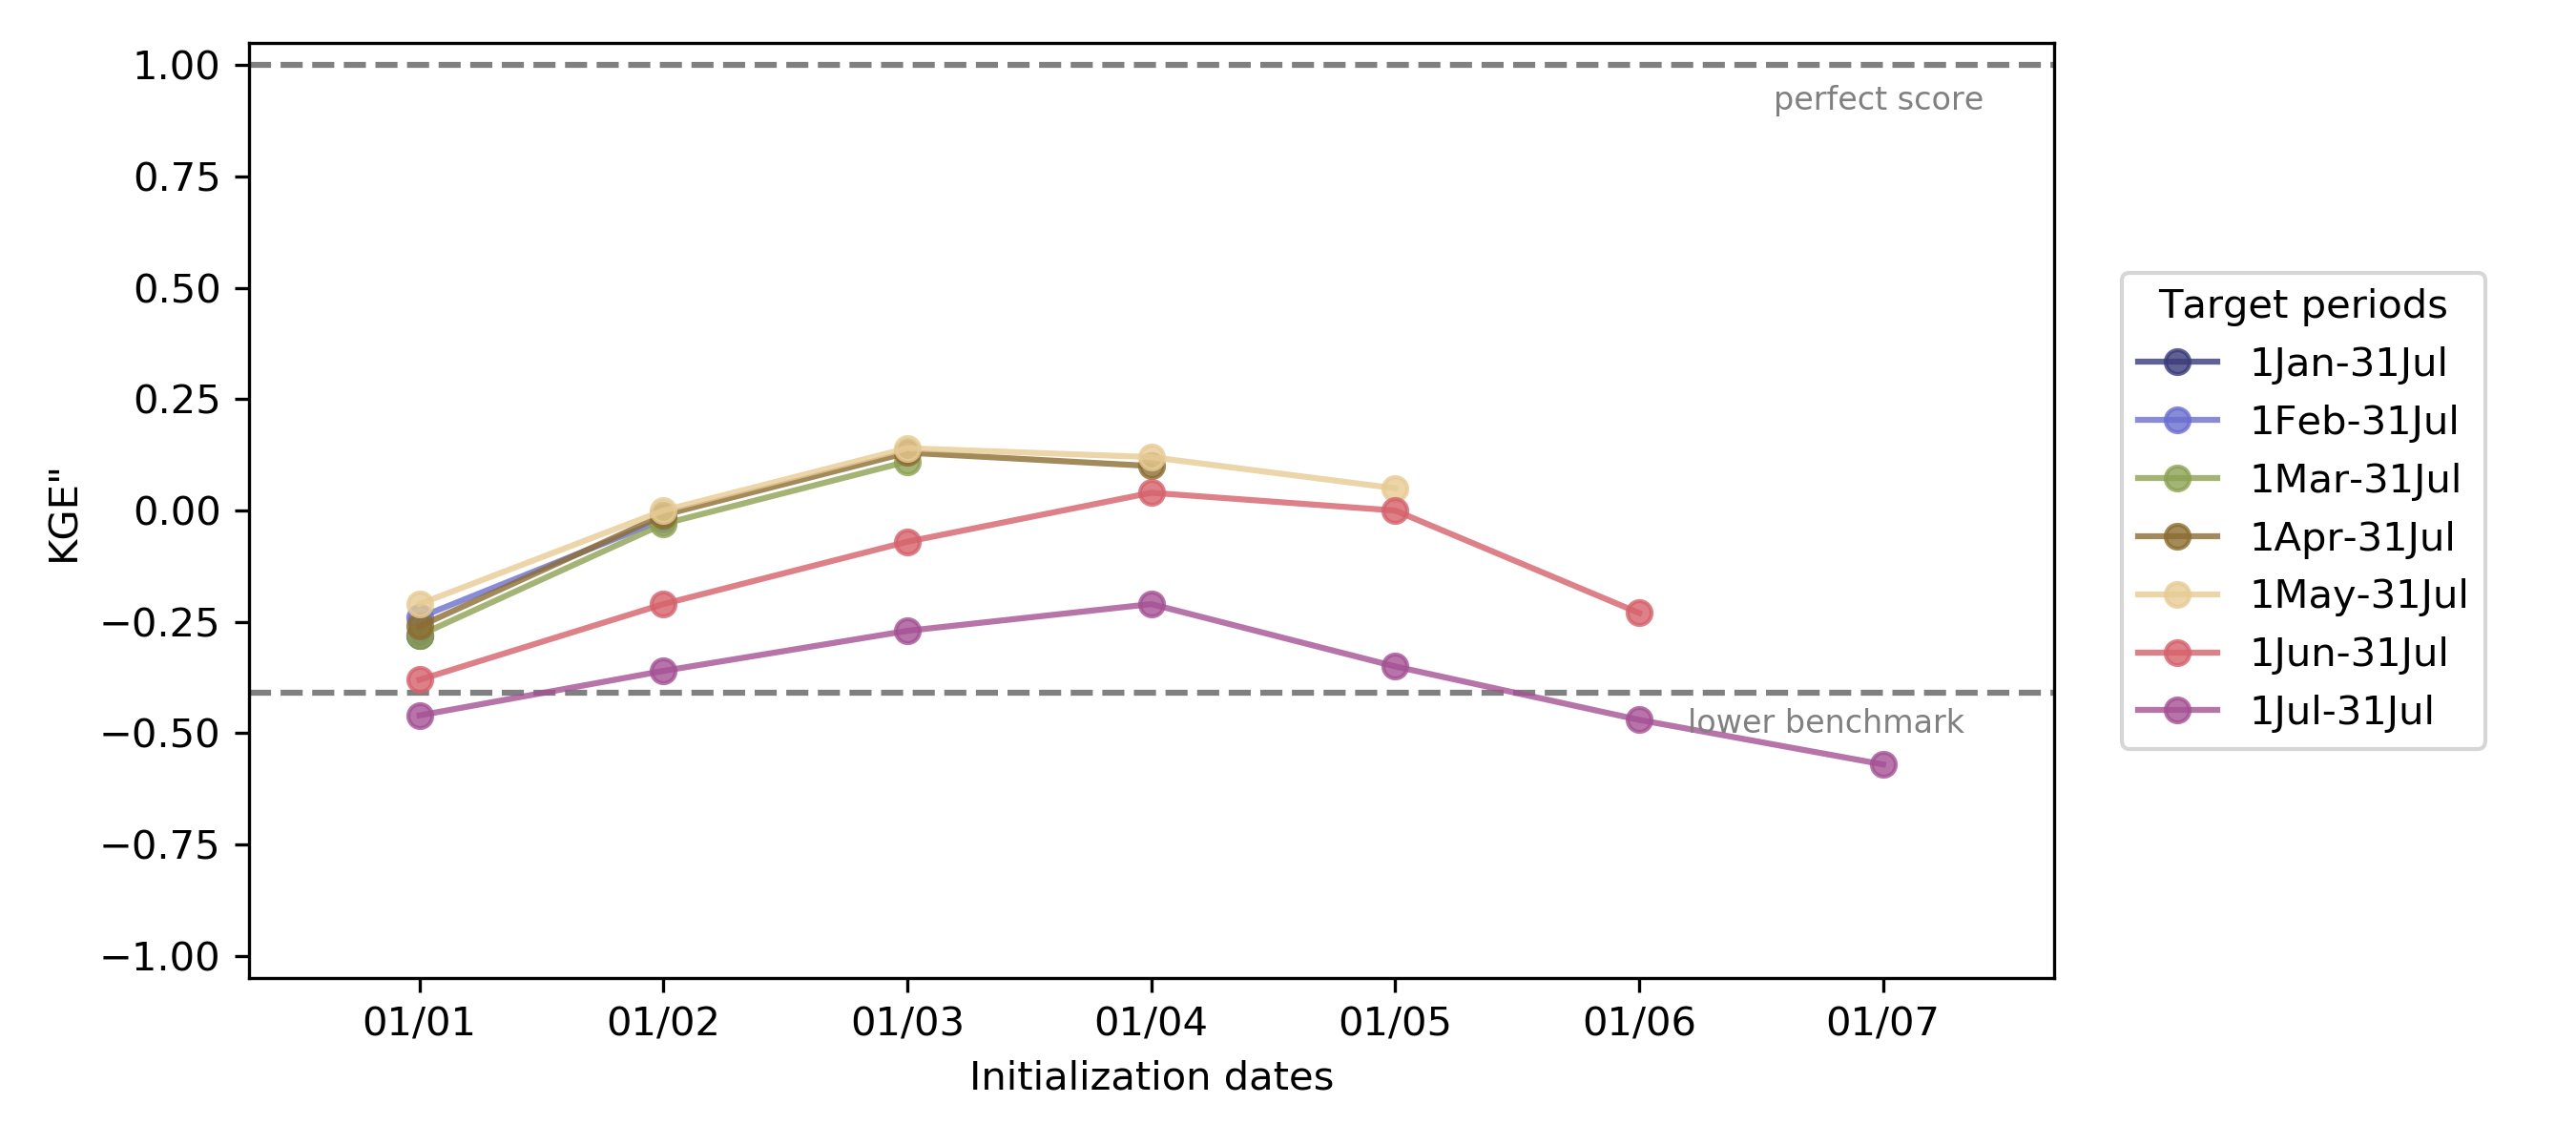 1.00
0.75
0.50
0.25
0.00
−0.25
−0.50
−0.75
−1.00
KGE"
perfect score
lower benchmark
01/01 01/02 01/03 01/04 01/05 01/06 01/07
Initialization dates
Target periods
1Jan-31Jul
1Feb-31Jul
1Mar-31Jul
1Apr-31Jul
1May-31Jul
1Jun-31Jul
1Jul-31Jul